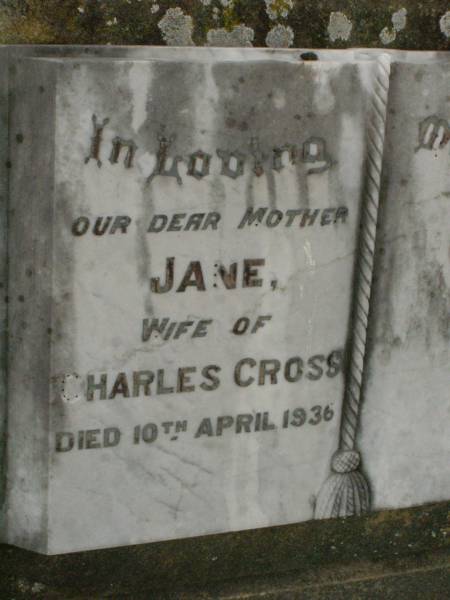 In Loving
OUR DEAR MOTHER
JANE,
WIFE OF
CHARLES CROSS
DIED 10TH APRIL 1936